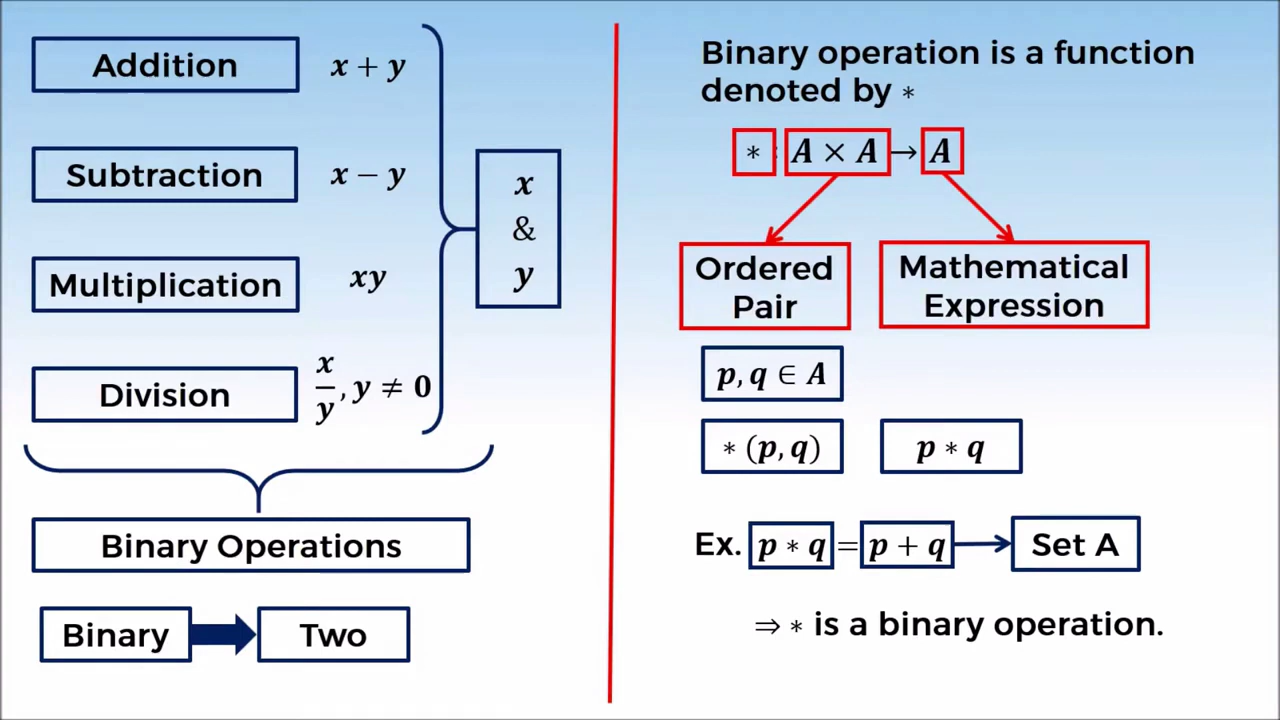 Addition x + y
Subtraction x − y
Multiplication xy
Division x/y, y ≠ 0
x
&
y
Binary Operations
Binary Two
Binary operation is a function
denoted by ∗
∗ : A × A → A
Ordered
Pair
Mathematical
Expression
p, q ∈ A
∗ (p, q) p ∗ q
Ex. p ∗ q = p + q Set A
⇒ ∗ is a binary operation.